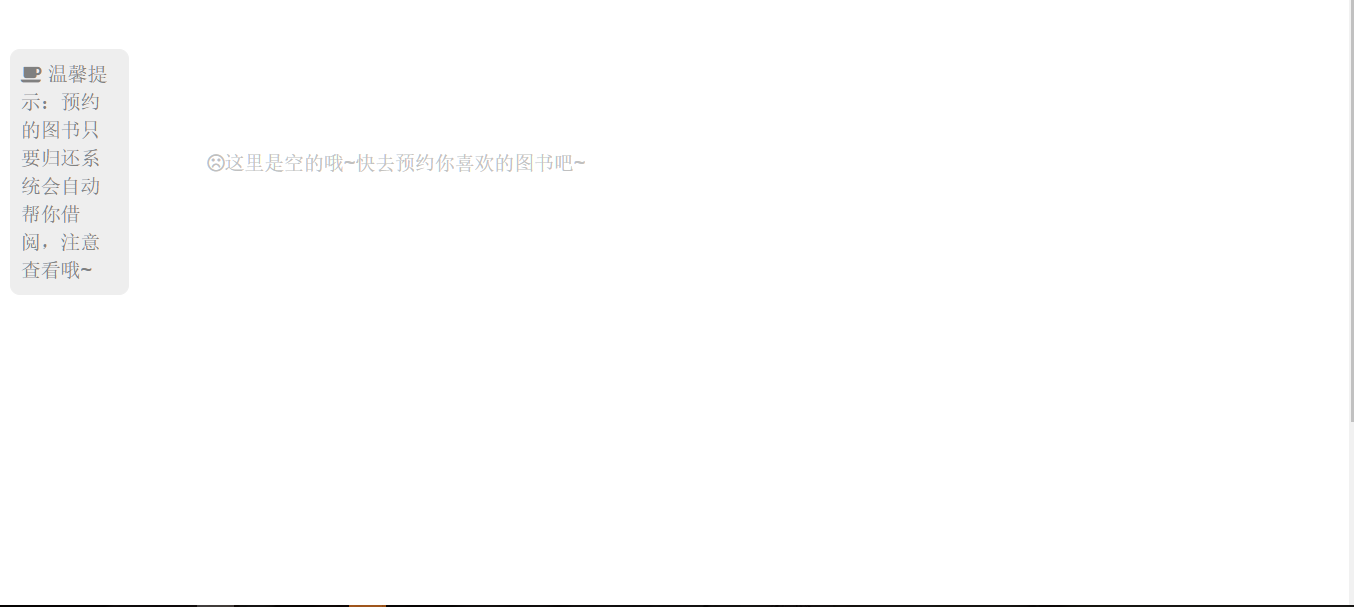 温馨提
示：预约
的图书只
要归还系
统会自动
帮你借
阅，注意
查看哦~
这里是空的哦~快去预约你喜欢的图书吧~